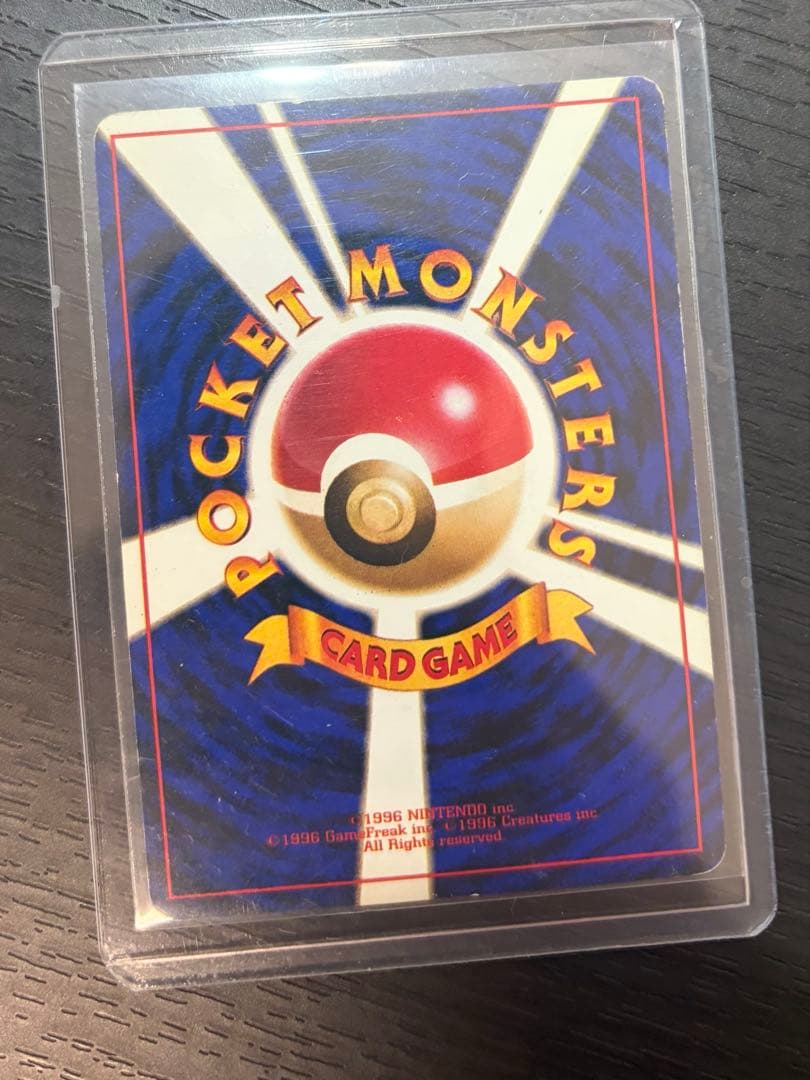 POCKET MONSTERS
CARD GAME
©1996 NINTENDO inc
©1996 GameFreak inc. ©1996 Creatures inc
All Rights reserved.